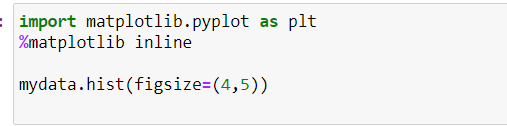 import matplotlib.pyplot as plt
%matplotlib inline
mydata.hist(figsize=(4,5))